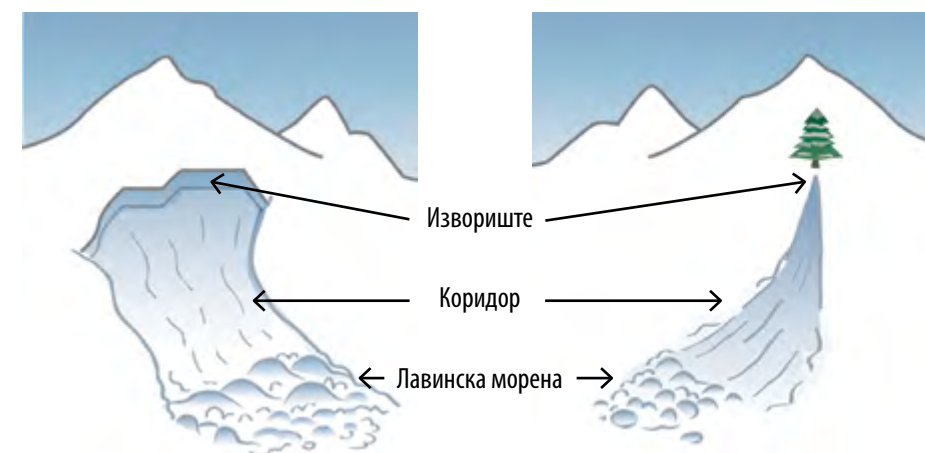 Извориште
Коридор
Лавинска морена